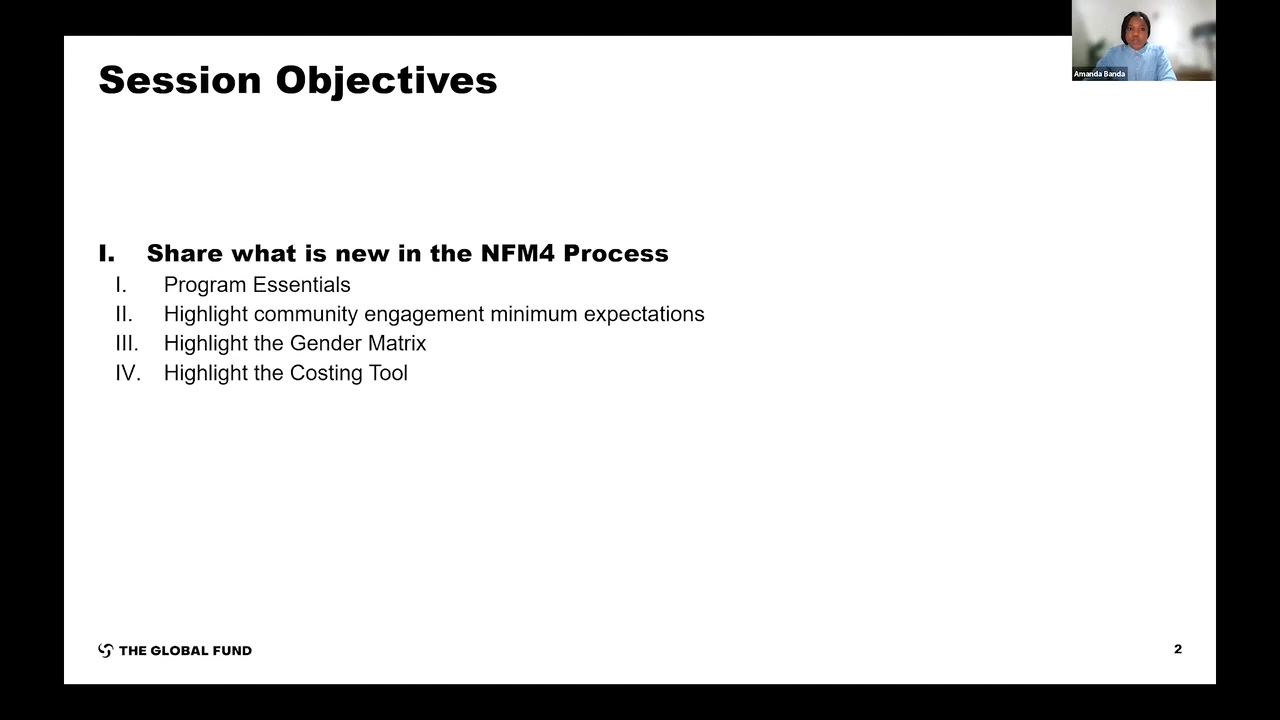 Session Objectives
Amanda Banda
I. Share what is new in the NFM4 Process
I. Program Essentials
II. Highlight community engagement minimum expectations
III. Highlight the Gender Matrix
IV. Highlight the Costing Tool
THE GLOBAL FUND
2